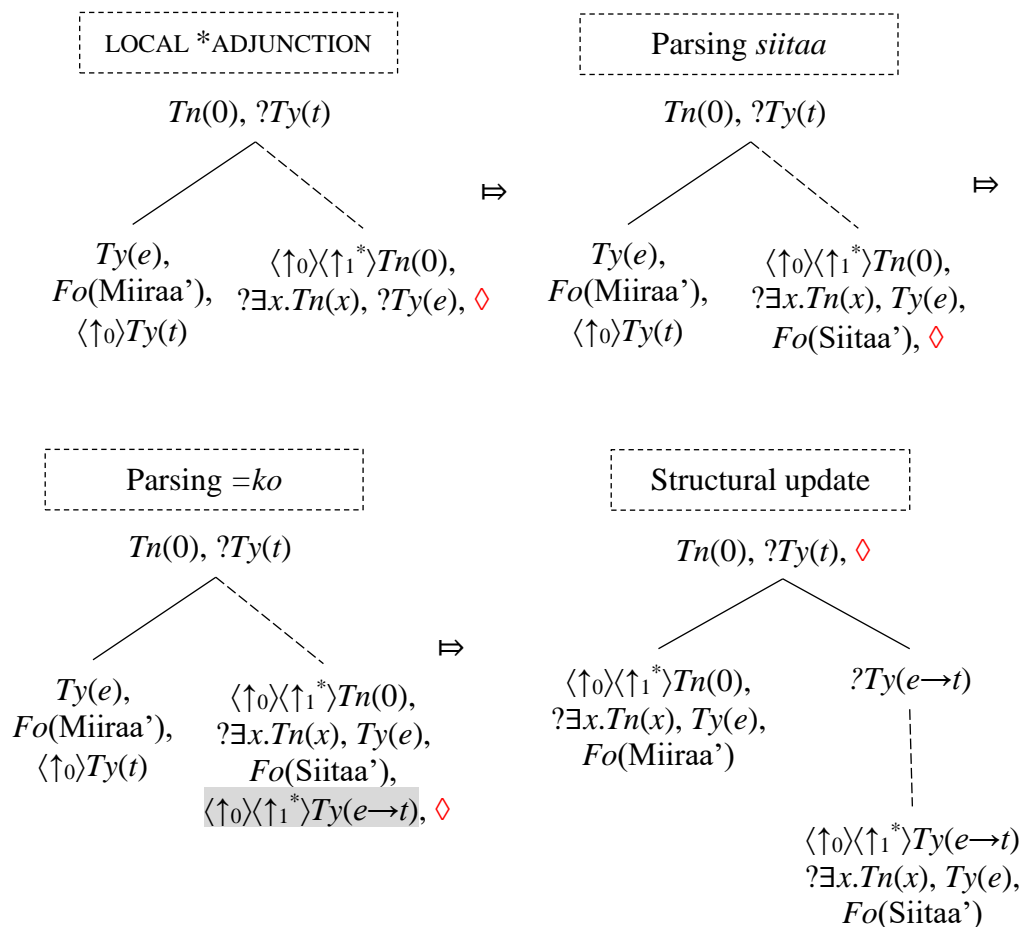 LOCAL *ADJUNCTION
Tn(0), ?Ty(t)
Ty(e),
Fo(Miiraa’),
⟨↑₀⟩Ty(t)
⟨↑₀⟩⟨↑₁*⟩Tn(0),
?∃x.Tn(x), ?Ty(e), ◊
⤇
Parsing siitaa
Tn(0), ?Ty(t)
Ty(e),
Fo(Miiraa’),
⟨↑₀⟩Ty(t)
⟨↑₀⟩⟨↑₁*⟩Tn(0),
?∃x.Tn(x), Ty(e),
Fo(Siitaa’), ◊
⤇
Parsing =ko
Tn(0), ?Ty(t)
Ty(e),
Fo(Miiraa’),
⟨↑₀⟩Ty(t)
⟨↑₀⟩⟨↑₁*⟩Tn(0),
?∃x.Tn(x), Ty(e),
Fo(Siitaa’),
⟨↑₀⟩⟨↑₁*⟩Ty(e→t), ◊
⤇
Structural update
Tn(0), ?Ty(t), ◊
⟨↑₀⟩⟨↑₁*⟩Tn(0),
?∃x.Tn(x), Ty(e),
Fo(Miiraa’)
?Ty(e→t)
⟨↑₀⟩⟨↑₁*⟩Ty(e→t)
?∃x.Tn(x), Ty(e),
Fo(Siitaa’)